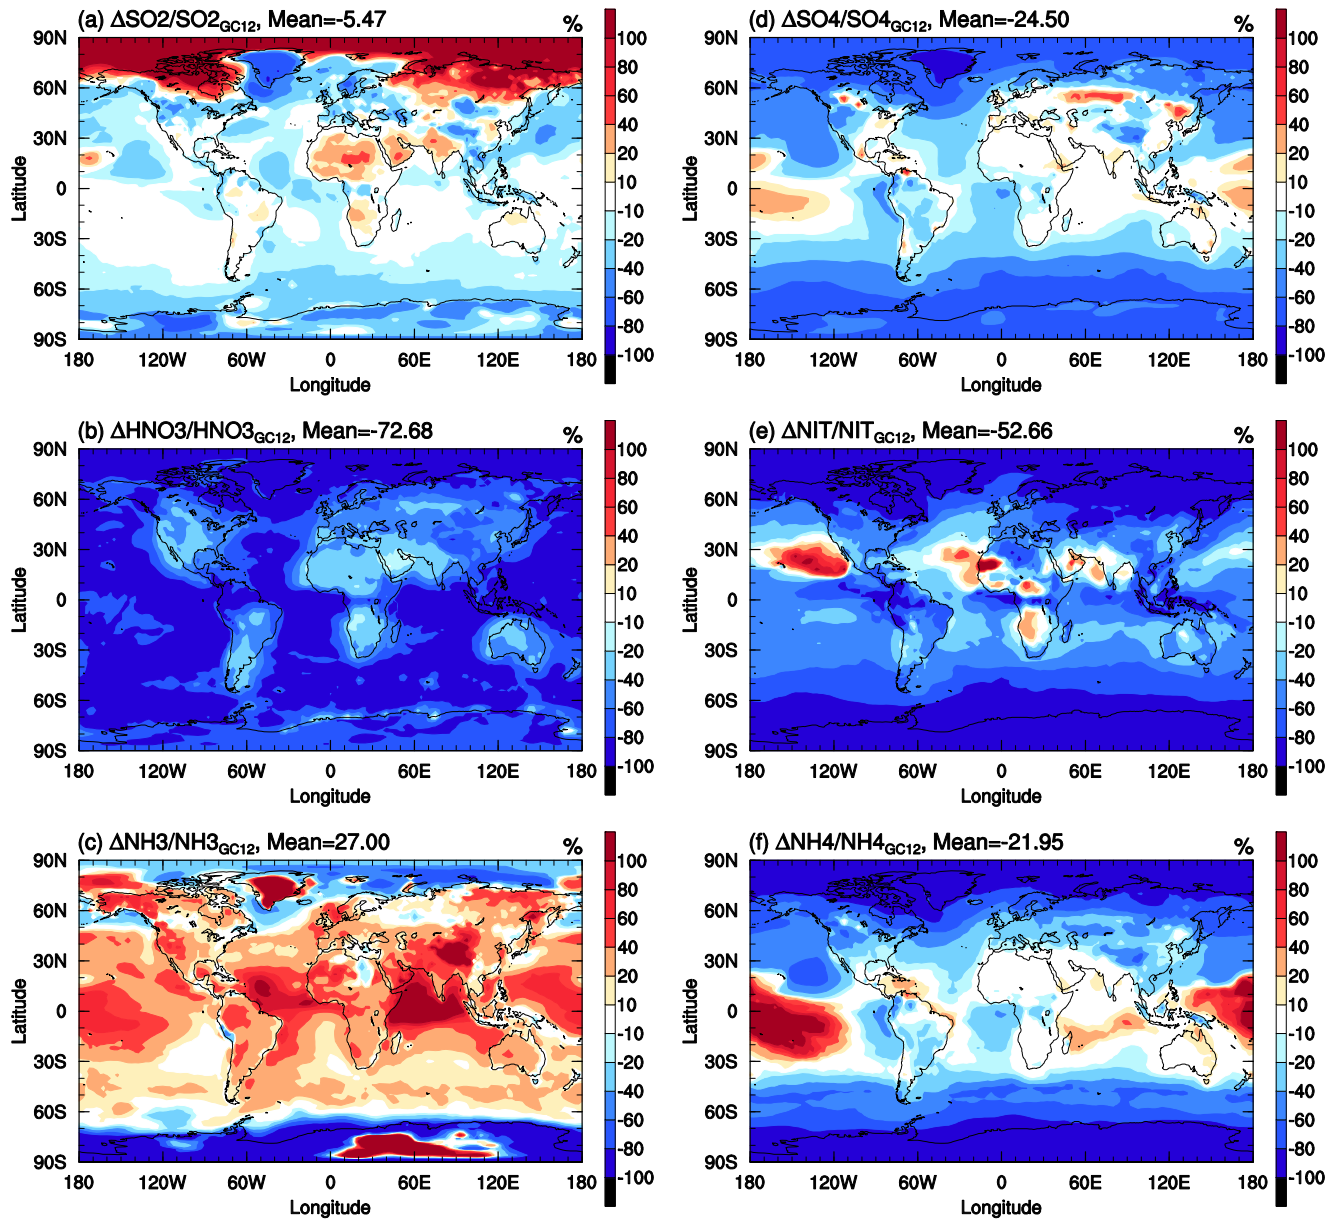 (a) ΔSO2/SO2GC12, Mean=-5.47 %
90N
60N
30N
0
30S
60S
90S
Latitude
180 120W 60W 0 60E 120E 180
Longitude
100
80
60
40
20
10
-10
-20
-40
-60
-80
-100
(d) ΔSO4/SO4GC12, Mean=-24.50 %
90N
60N
30N
0
30S
60S
90S
Latitude
180 120W 60W 0 60E 120E 180
Longitude
100
80
60
40
20
10
-10
-20
-40
-60
-80
-100
(b) ΔHNO3/HNO3GC12, Mean=-72.68 %
90N
60N
30N
0
30S
60S
90S
Latitude
180 120W 60W 0 60E 120E 180
Longitude
100
80
60
40
20
10
-10
-20
-40
-60
-80
-100
(e) ΔNIT/NITGC12, Mean=-52.66 %
90N
60N
30N
0
30S
60S
90S
Latitude
180 120W 60W 0 60E 120E 180
Longitude
100
80
60
40
20
10
-10
-20
-40
-60
-80
-100
(c) ΔNH3/NH3GC12, Mean=27.00 %
90N
60N
30N
0
30S
60S
90S
Latitude
180 120W 60W 0 60E 120E 180
Longitude
100
80
60
40
20
10
-10
-20
-40
-60
-80
-100
(f) ΔNH4/NH4GC12, Mean=-21.95 %
90N
60N
30N
0
30S
60S
90S
Latitude
180 120W 60W 0 60E 120E 180
Longitude
100
80
60
40
20
10
-10
-20
-40
-60
-80
-100